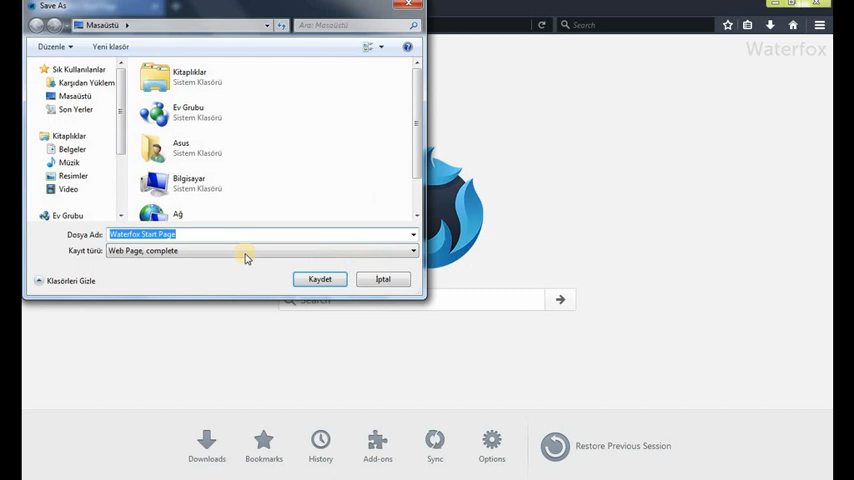 Save As
Masaüstü
Ara: Masaüstü
Search
Düzenle
Yeni klasör
Waterfox
Sık Kullanılanlar
Karşıdan Yüklem
Masaüstü
Son Yerler
Kitaplıklar
Belgeler
Müzik
Resimler
Video
Ev Grubu
Kitaplıklar
Sistem Klasörü
Ev Grubu
Sistem Klasörü
Asus
Sistem Klasörü
Bilgisayar
Sistem Klasörü
Ağ
Dosya Adı: Waterfox Start Page
Kayıt türü: Web Page, complete
Klasörleri Gizle
Kaydet
İptal
Search
Downloads
Bookmarks
History
Add-ons
Sync
Options
Restore Previous Session